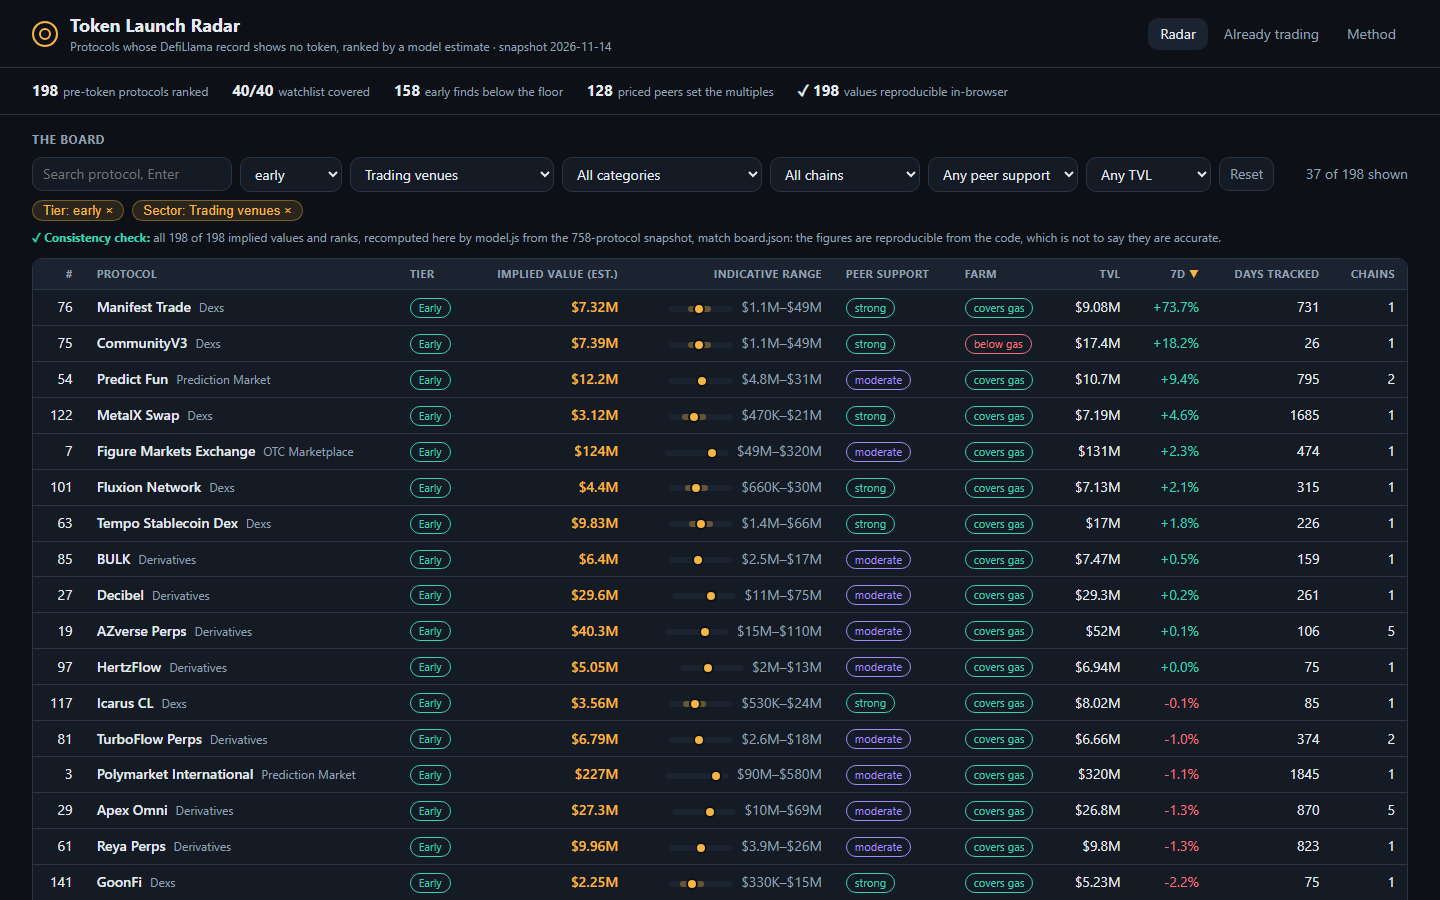 Token Launch Radar
Protocols whose DefiLlama record shows no token, ranked by a model estimate · snapshot 2026-11-14
Radar Already trading Method
198 pre-token protocols ranked 40/40 watchlist covered 158 early finds below the floor 128 priced peers set the multiples ✓ 198 values reproducible in-browser
THE BOARD
Search protocol, Enter early Trading venues All categories All chains Any peer support Any TVL Reset 37 of 198 shown
Tier: early × Sector: Trading venues ×
✓ Consistency check: all 198 of 198 implied values and ranks, recomputed here by model.js from the 758-protocol snapshot, match board.json: the figures are reproducible from the code, which is not to say they are accurate.
# PROTOCOL TIER IMPLIED VALUE (EST.) INDICATIVE RANGE PEER SUPPORT FARM TVL 7D ▼ DAYS TRACKED CHAINS
76 Manifest Trade Dexs Early $7.32M $1.1M–$49M strong covers gas $9.08M +73.7% 731 1
75 CommunityV3 Dexs Early $7.39M $1.1M–$49M strong below gas $17.4M +18.2% 26 1
54 Predict Fun Prediction Market Early $12.2M $4.8M–$31M moderate covers gas $10.7M +9.4% 795 2
122 MetalX Swap Dexs Early $3.12M $470K–$21M strong covers gas $7.19M +4.6% 1685 1
7 Figure Markets Exchange OTC Marketplace Early $124M $49M–$320M moderate covers gas $131M +2.3% 474 1
101 Fluxion Network Dexs Early $4.4M $660K–$30M strong covers gas $7.13M +2.1% 315 1
63 Tempo Stablecoin Dex Dexs Early $9.83M $1.4M–$66M strong covers gas $17M +1.8% 226 1
85 BULK Derivatives Early $6.4M $2.5M–$17M moderate covers gas $7.47M +0.5% 159 1
27 Decibel Derivatives Early $29.6M $11M–$75M moderate covers gas $29.3M +0.2% 261 1
19 AZverse Perps Derivatives Early $40.3M $15M–$110M moderate covers gas $52M +0.1% 106 5
97 HertzFlow Derivatives Early $5.05M $2M–$13M moderate covers gas $6.94M +0.0% 75 1
117 Icarus CL Dexs Early $3.56M $530K–$24M strong covers gas $8.02M -0.1% 85 1
81 TurboFlow Perps Derivatives Early $6.79M $2.6M–$18M moderate covers gas $6.66M -1.0% 374 2
3 Polymarket International Prediction Market Early $227M $90M–$580M moderate covers gas $320M -1.1% 1845 1
29 Apex Omni Derivatives Early $27.3M $10M–$69M moderate covers gas $26.8M -1.3% 870 5
61 Reya Perps Derivatives Early $9.96M $3.9M–$26M moderate covers gas $9.8M -1.3% 823 1
141 GoonFi Dexs Early $2.25M $330K–$15M strong covers gas $5.23M -2.2% 75 1